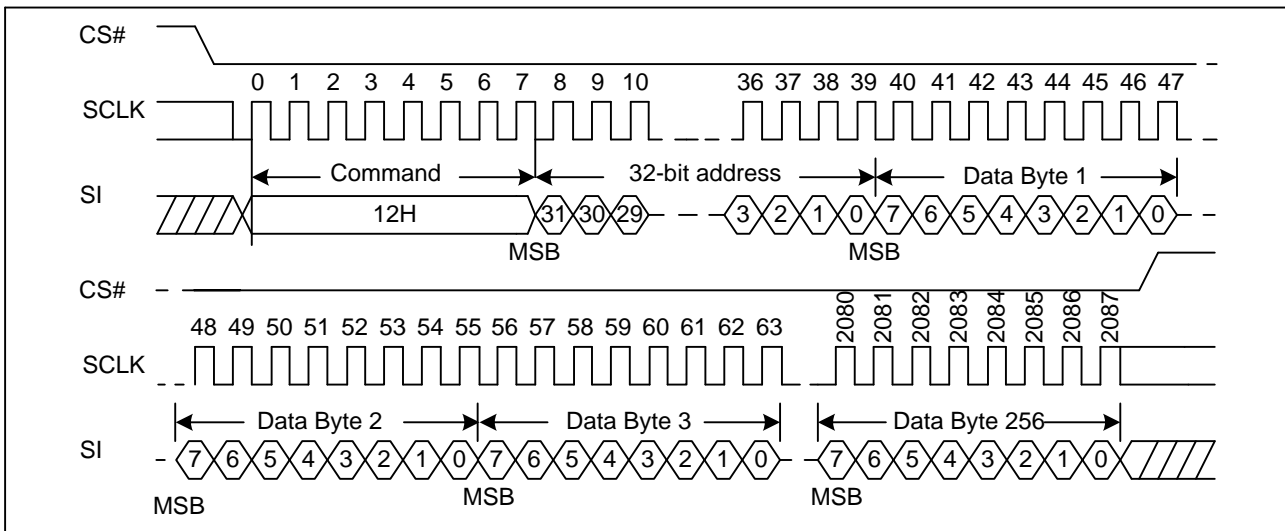 CS#
0 1 2 3 4 5 6 7 8 9 10 36 37 38 39 40 41 42 43 44 45 46 47
SCLK
Command 32-bit address Data Byte 1
SI
12H 31 30 29 3 2 1 0 7 6 5 4 3 2 1 0
MSB MSB
CS#
48 49 50 51 52 53 54 55 56 57 58 59 60 61 62 63 2080 2081 2082 2083 2084 2085 2086 2087
SCLK
Data Byte 2 Data Byte 3 Data Byte 256
SI
7 6 5 4 3 2 1 0 7 6 5 4 3 2 1 0 7 6 5 4 3 2 1 0
MSB MSB MSB